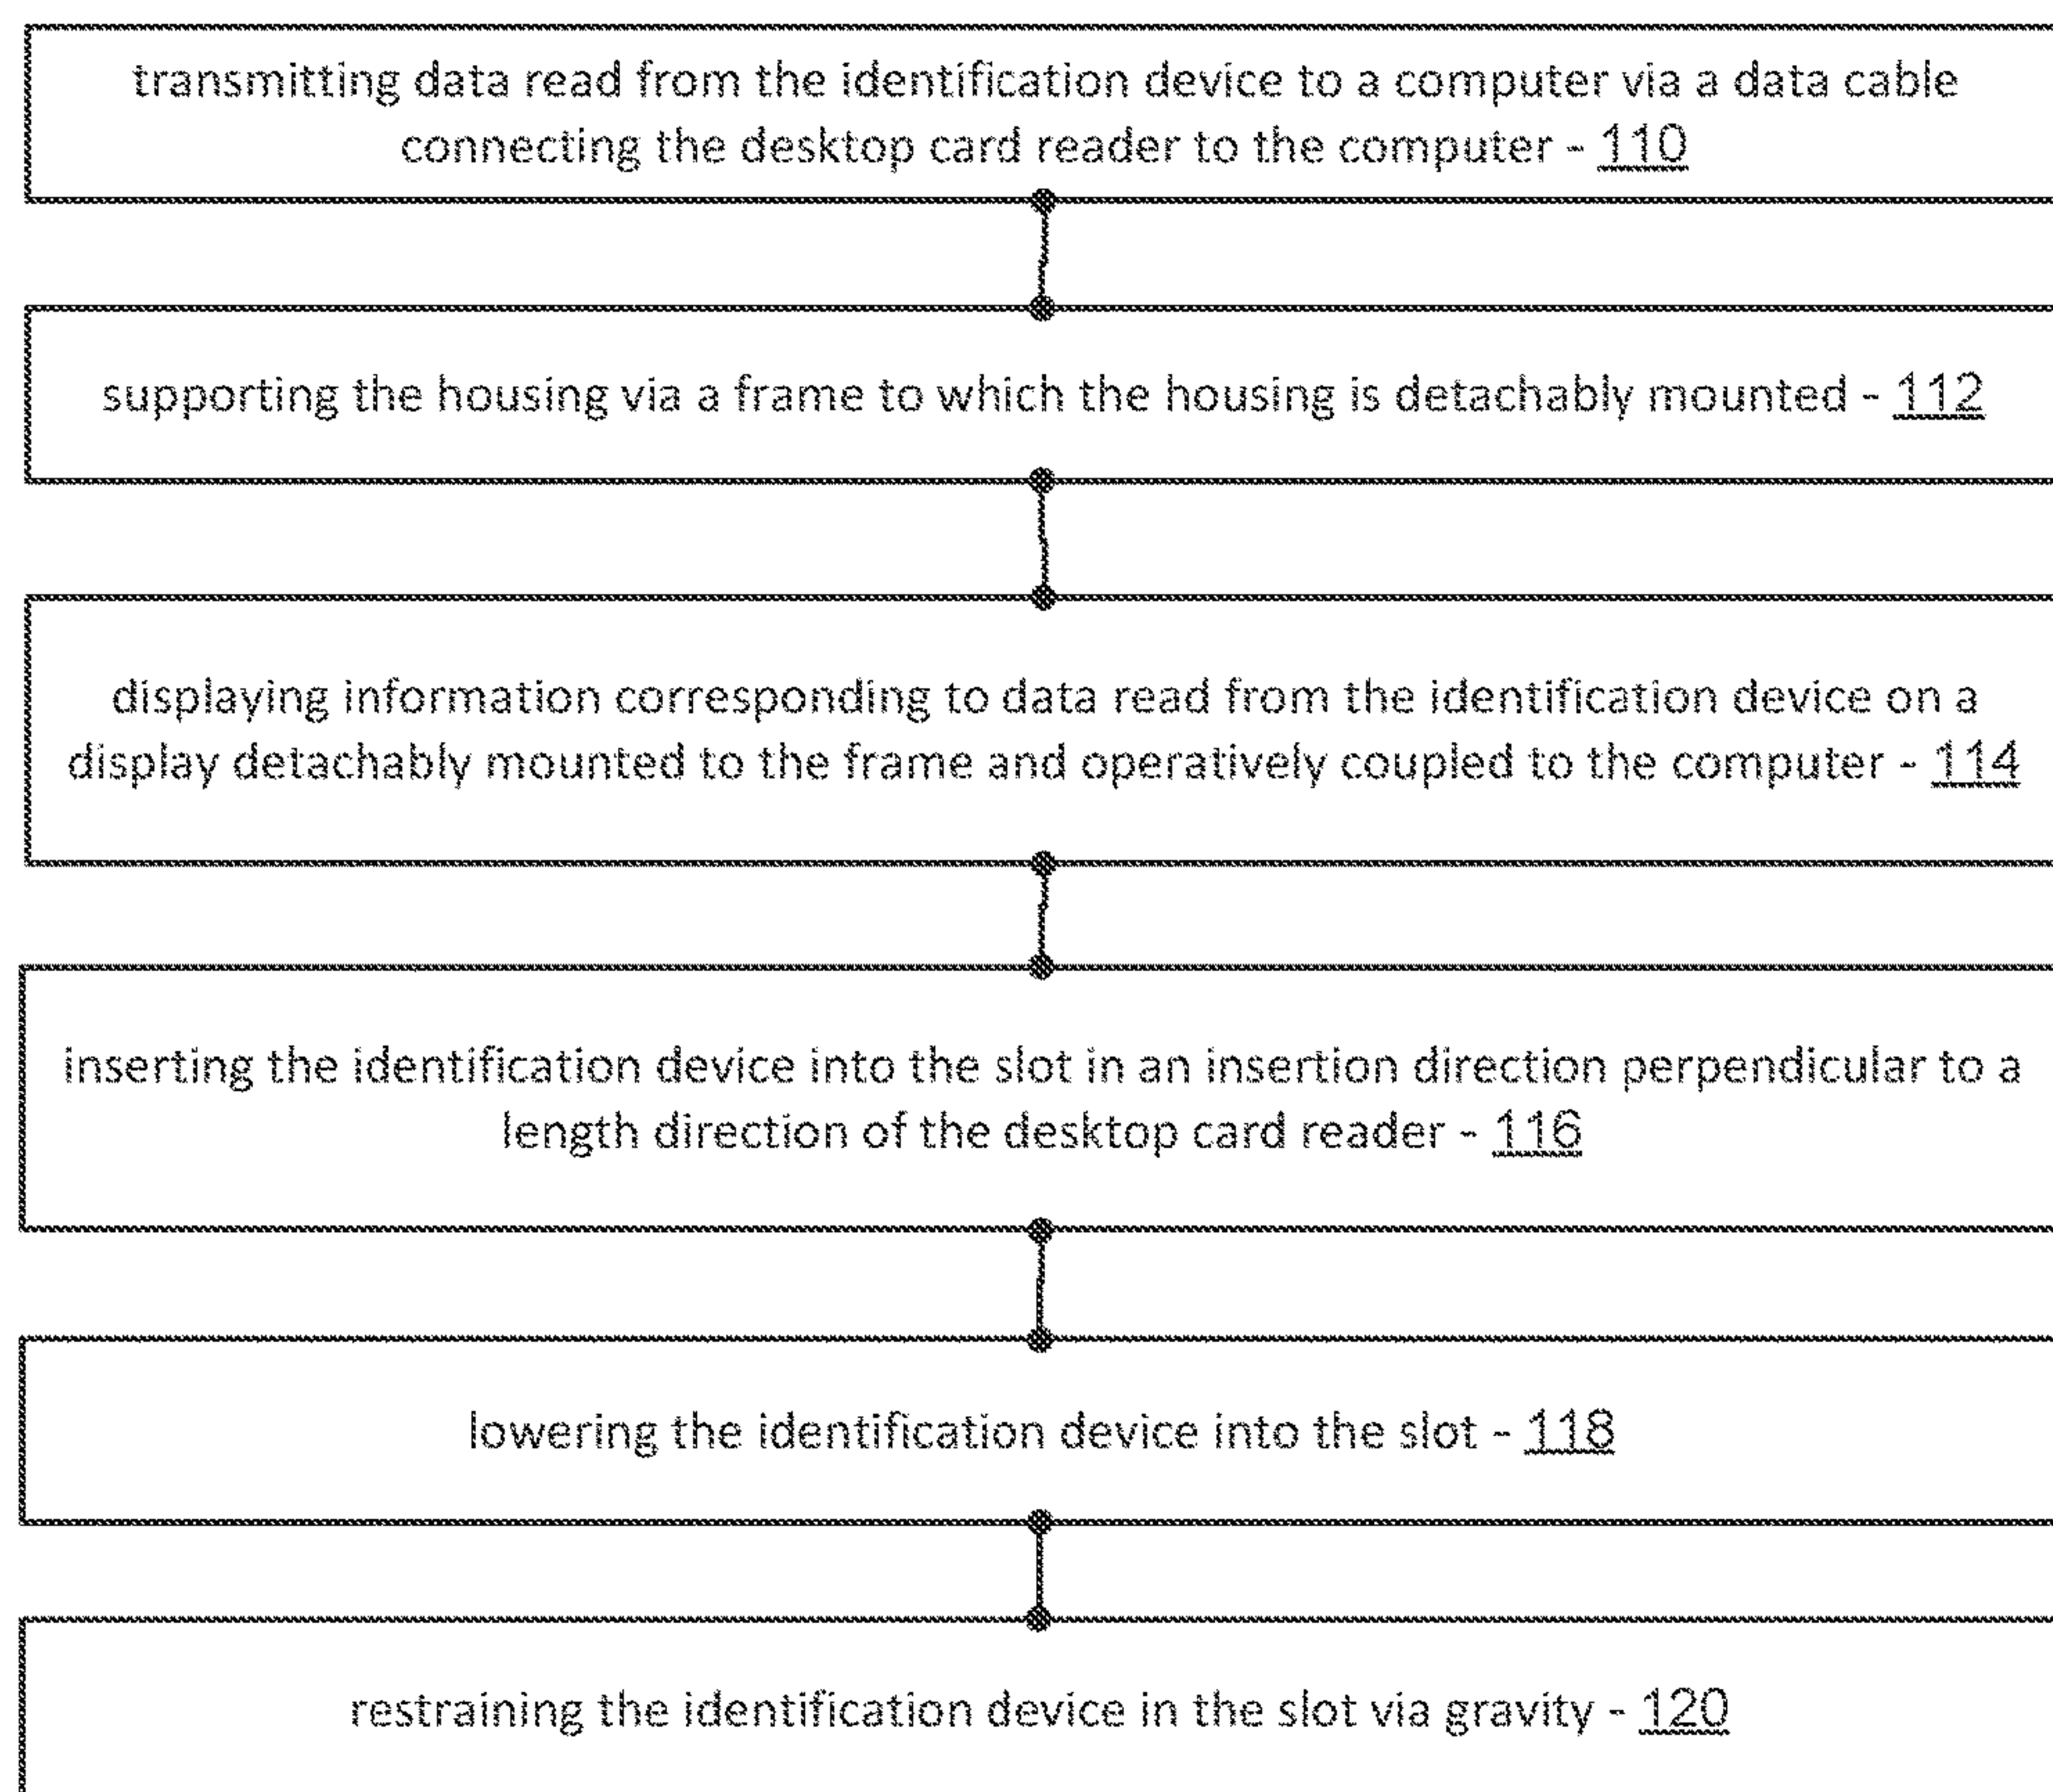 transmitting data read from the identification device to a computer via a data cable
connecting the desktop card reader to the computer - 110
supporting the housing via a frame to which the housing is detachably mounted - 112
displaying information corresponding to data read from the identification device on a
display detachably mounted to the frame and operatively coupled to the computer - 114
inserting the identification device into the slot in an insertion direction perpendicular to a
length direction of the desktop card reader - 116
lowering the identification device into the slot - 118
restraining the identification device in the slot via gravity - 120